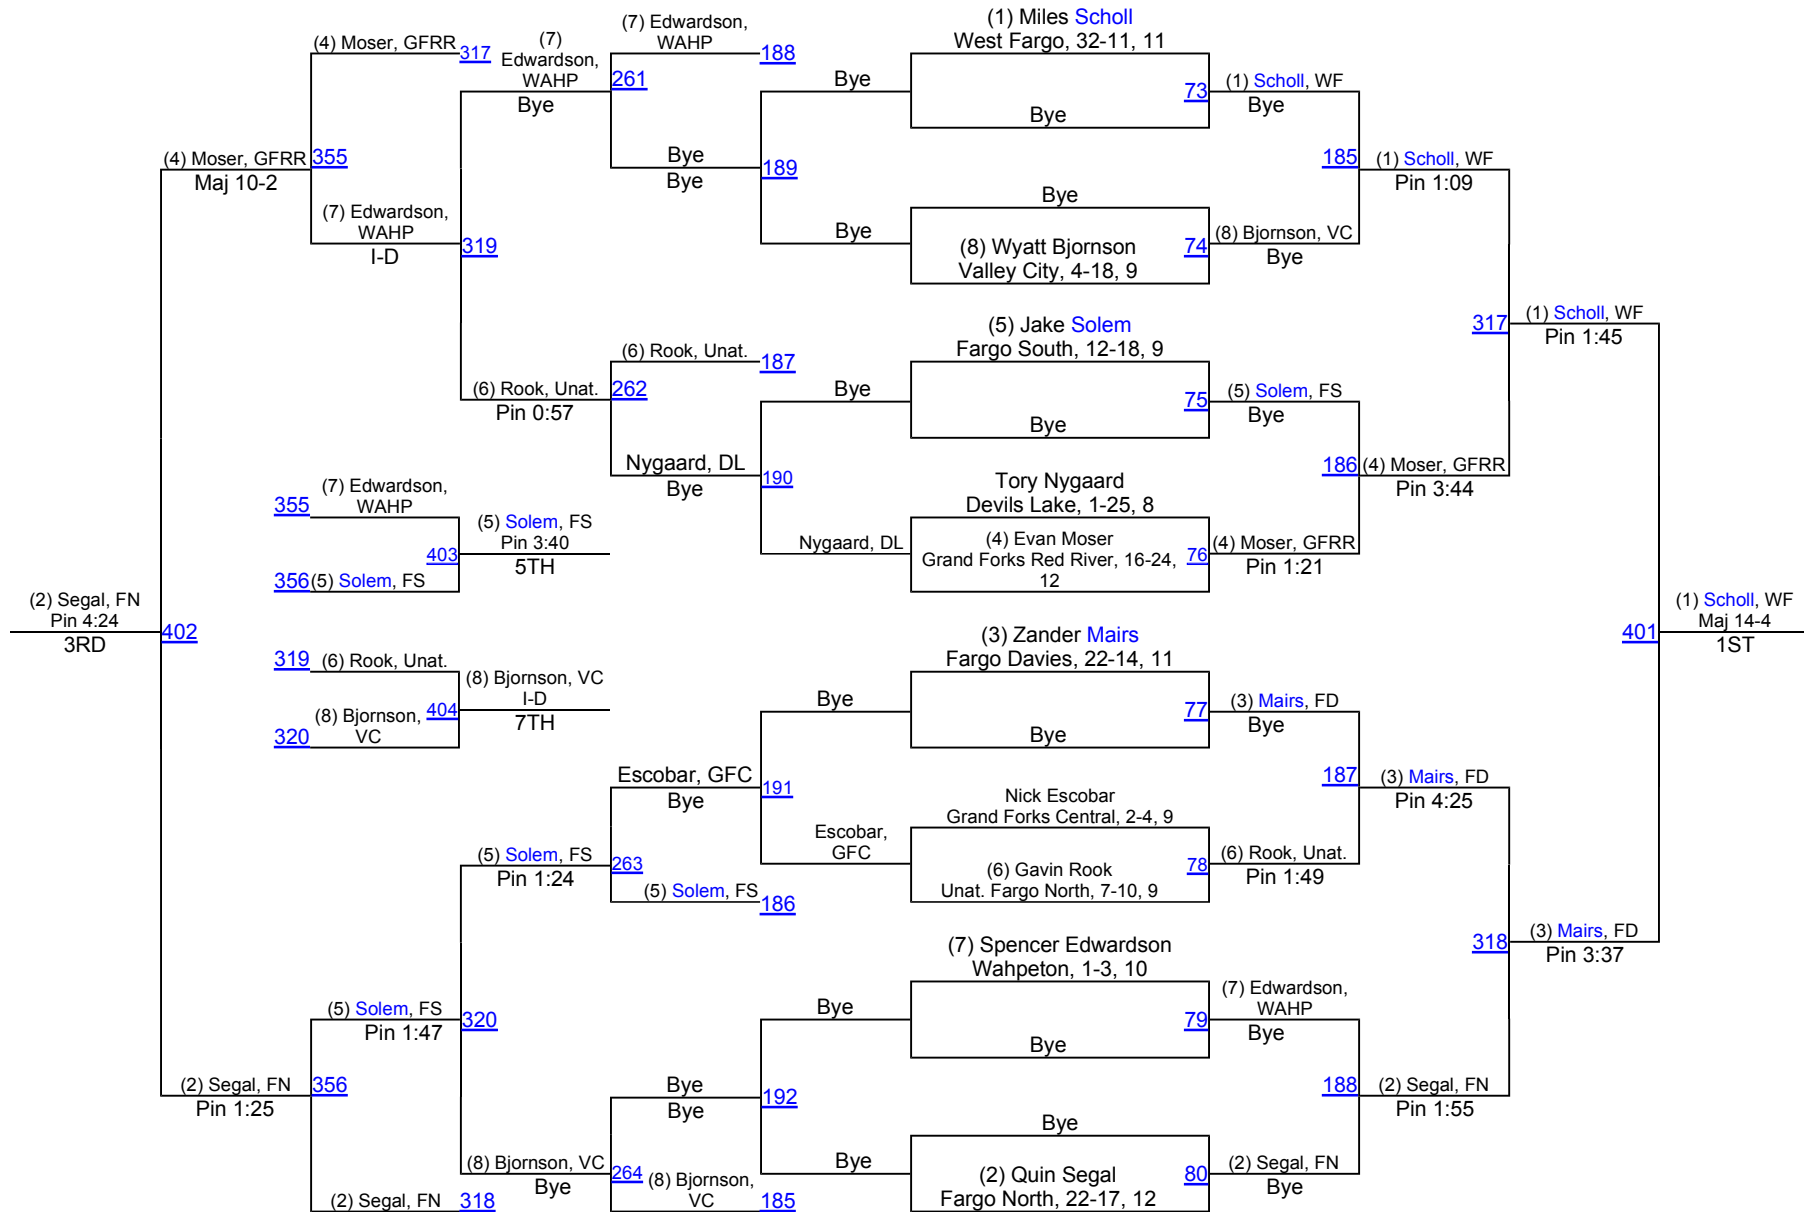 (1) Miles Scholl
West Fargo, 32-11, 11
(7) Edwardson,
WAHP
188
(4) Moser, GFRR
317
(7)
Edwardson,
WAHP
Bye
261
Bye
73
(1) Scholl, WF
Bye
Bye
(4) Moser, GFRR
Maj 10-2
355
Bye
Bye
189
185
(1) Scholl, WF
Pin 1:09
Bye
(7) Edwardson,
WAHP
I-D
319
Bye
(8) Wyatt Bjornson
Valley City, 4-18, 9
74
(8) Bjornson, VC
Bye
(5) Jake Solem
Fargo South, 12-18, 9
317
(1) Scholl, WF
Pin 1:45
(6) Rook, Unat.
187
(6) Rook, Unat.
Pin 0:57
262
Bye
75
(5) Solem, FS
Bye
Bye
Nygaard, DL
Bye
190
186
(4) Moser, GFRR
Pin 3:44
Tory Nygaard
Devils Lake, 1-25, 8
355
(7) Edwardson,
WAHP
(5) Solem, FS
Pin 3:40
5TH
403
Nygaard, DL
(4) Evan Moser
Grand Forks Red River, 16-24,
12
76
(4) Moser, GFRR
Pin 1:21
356
(5) Solem, FS
(2) Segal, FN
Pin 4:24
3RD
402
401
(1) Scholl, WF
Maj 14-4
1ST
(3) Zander Mairs
Fargo Davies, 22-14, 11
319
(6) Rook, Unat.
(8) Bjornson, VC
I-D
7TH
404
320
(8) Bjornson,
VC
Bye
77
(3) Mairs, FD
Bye
Bye
Escobar, GFC
Bye
191
187
(3) Mairs, FD
Pin 4:25
Nick Escobar
Grand Forks Central, 2-4, 9
Escobar,
GFC
(5) Solem, FS
Pin 1:24
263
(6) Gavin Rook
Unat. Fargo North, 7-10, 9
78
(6) Rook, Unat.
Pin 1:49
(5) Solem, FS
186
(7) Spencer Edwardson
Wahpeton, 1-3, 10
318
(3) Mairs, FD
Pin 3:37
(5) Solem, FS
Pin 1:47
320
Bye
79
(7) Edwardson,
WAHP
Bye
Bye
(2) Segal, FN
Pin 1:25
356
Bye
Bye
192
188
(2) Segal, FN
Pin 1:55
Bye
(8) Bjornson, VC
Bye
264
Bye
(2) Quin Segal
Fargo North, 22-17, 12
80
(2) Segal, FN
Bye
(2) Segal, FN
318
(8) Bjornson,
VC
185